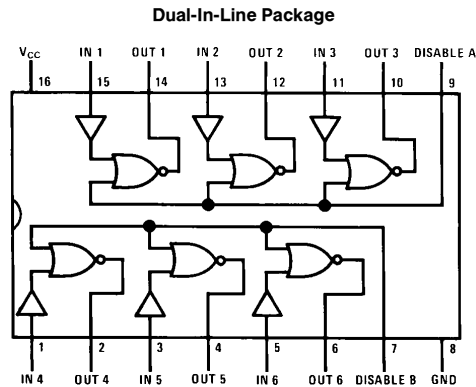 Dual-In-Line Package
VCC IN 1 OUT 1 IN 2 OUT 2 IN 3 OUT 3 DISABLE A
16 15 14 13 12 11 10 9
1 2 3 4 5 6 7 8
IN 4 OUT 4 IN 5 OUT 5 IN 6 OUT 6 DISABLE B GND